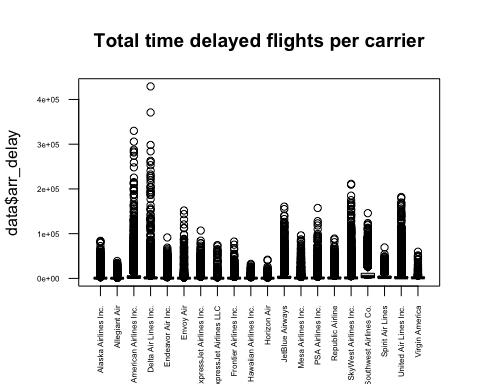 Total time delayed flights per carrier
data$arr_delay
4e+05
3e+05
2e+05
1e+05
0e+00
Alaska Airlines Inc.
Allegiant Air
American Airlines Inc.
Delta Air Lines Inc.
Endeavor Air Inc.
Envoy Air
xpressJet Airlines Inc.
xpressJet Airlines LLC
Frontier Airlines Inc.
Hawaiian Airlines Inc.
Horizon Air
JetBlue Airways
Mesa Airlines Inc.
PSA Airlines Inc.
Republic Airline
SkyWest Airlines Inc.
Southwest Airlines Co.
Spirit Air Lines
United Air Lines Inc.
Virgin America